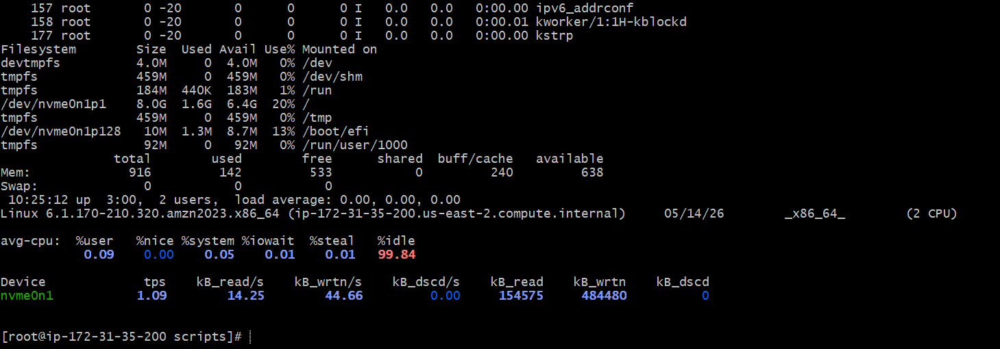 157 root 0 -20 0 0 0 I 0.0 0.0 0:00.00 ipv6_addrconf
158 root 0 -20 0 0 0 I 0.0 0.0 0:00.01 kworker/1:1H-kblockd
177 root 0 -20 0 0 0 I 0.0 0.0 0:00.00 kstrp
Filesystem Size Used Avail Use% Mounted on
devtmpfs 4.0M 0 4.0M 0% /dev
tmpfs 459M 0 459M 0% /dev/shm
tmpfs 184M 440K 183M 1% /run
/dev/nvme0n1p1 8.0G 1.6G 6.4G 20% /
tmpfs 459M 0 459M 0% /tmp
/dev/nvme0n1p128 10M 1.3M 8.7M 13% /boot/efi
tmpfs 92M 0 92M 0% /run/user/1000
total used free shared buff/cache available
Mem: 916 142 533 0 240 638
Swap: 0 0 0
10:25:12 up 3:00, 2 users, load average: 0.00, 0.00, 0.00
Linux 6.1.170-210.320.amzn2023.x86_64 (ip-172-31-35-200.us-east-2.compute.internal) 05/14/26 _x86_64_ (2 CPU)
avg-cpu: %user %nice %system %iowait %steal %idle
0.09 0.00 0.05 0.01 0.01 99.84
Device tps kB_read/s kB_wrtn/s kB_dscd/s kB_read kB_wrtn kB_dscd
nvme0n1 1.09 14.25 44.66 0.00 154575 484480 0
[root@ip-172-31-35-200 scripts]#